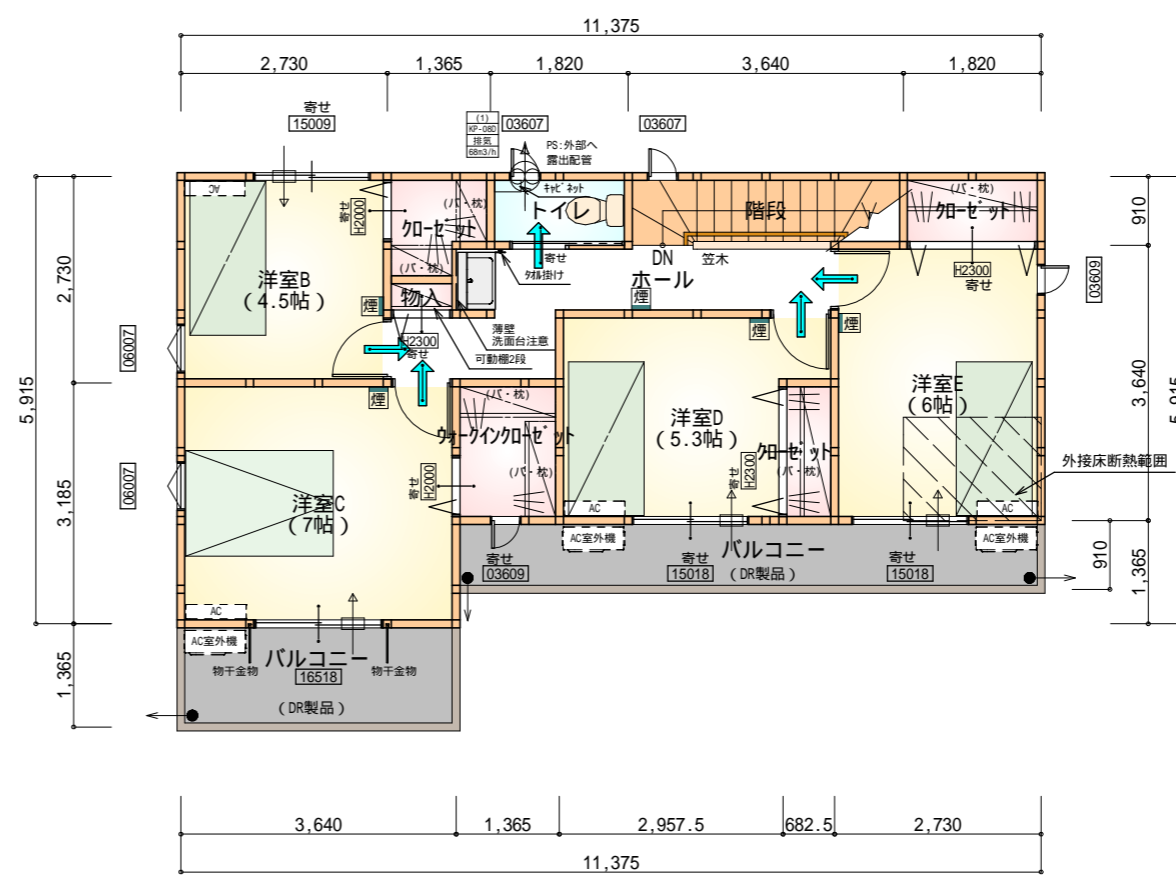 11,375
2,730
1,365
1,820
3,640
1,820
寄せ
15009
(1)
KP-08D
排気
68m3/h
03607
PS:外部へ
露出配管
03607
AC
(バ・枕)
寄せ
H2000
クローゼット
(バ・枕)
キャビネット
トイレ
寄せ
タオル掛け
階段
DN
笠木
ホール
煙
(バ・枕)
クローゼット
H2300
寄せ
03609
洋室B
(4.5帖)
煙
物入
H2300
寄せ
薄壁
洗面台注意
可動棚2段
煙
煙
06007
06007
煙
ウォークインクローゼット
(バ・枕)
(バ・枕)
寄せ
H2000
洋室C
(7帖)
洋室D
(5.3帖)
クローゼット
(バ・枕)
寄せ
H2300
洋室E
(6帖)
外接床断熱範囲
AC
AC
AC室外機
AC室外機
寄せ
03609
寄せ
15018
バルコニー
(DR製品)
寄せ
15018
AC
AC室外機
物干金物
バルコニー
16518
物干金物
(DR製品)
2,730
5,915
3,185
1,365
910
3,640
5,915
910
1,365
3,640
1,365
2,957.5
682.5
2,730
11,375